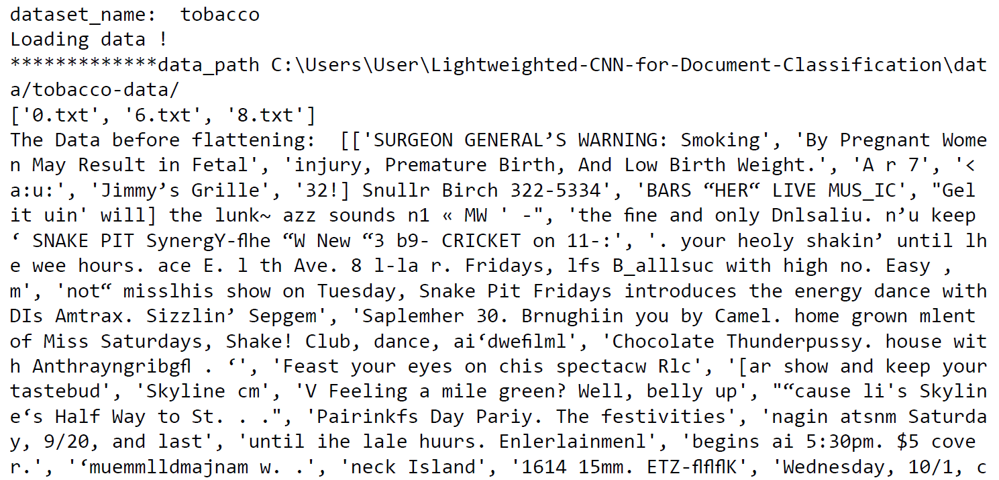 dataset_name:  tobacco
Loading data !
*************data_path C:\Users\User\Lightweighted-CNN-for-Document-Classification\dat
a/tobacco-data/
['0.txt', '6.txt', '8.txt']
The Data before flattening:  [['SURGEON GENERAL’S WARNING: Smoking', 'By Pregnant Wome
n May Result in Fetal', 'injury, Premature Birth, And Low Birth Weight.', 'A r 7', '<
a:u:', 'Jimmy’s Grille', '32!] Snullr Birch 322-5334', 'BARS “HER“ LIVE MUS_IC', "Gel
it uin' will] the lunk~ azz sounds n1 « MW ' -", 'the fine and only Dnlsaliu. n’u keep
‘ SNAKE PIT SynergY-flhe “W New “3 b9- CRICKET on 11-:', '. your heoly shakin’ until lh
e wee hours. ace E. l th Ave. 8 l-la r. Fridays, lfs B_alllsuc with high no. Easy ,
m', 'not“ misslhis show on Tuesday, Snake Pit Fridays introduces the energy dance with
DIs Amtrax. Sizzlin’ Sepgem', 'Saplemher 30. Brnughiin you by Camel. home grown mlent
of Miss Saturdays, Shake! Club, dance, ai‘dwefilml', 'Chocolate Thunderpussy. house wit
h Anthrayngribgfl . ‘', 'Feast your eyes on chis spectacw Rlc', '[ar show and keep your
tastebud', 'Skyline cm', 'V Feeling a mile green? Well, belly up', "“cause li's Skylin
e‘s Half Way to St. . .", 'Pairinkfs Day Pariy. The festivities', 'nagin atsnm Saturda
y, 9/20, and last', 'until ihe lale huurs. Enlerlainmenl', 'begins ai 5:30pm. $5 cove
r.', '‘muemmlldmajnam w. .', 'neck Island', '1614 15mm. ETZ-flflflK', 'Wednesday, 10/1, c